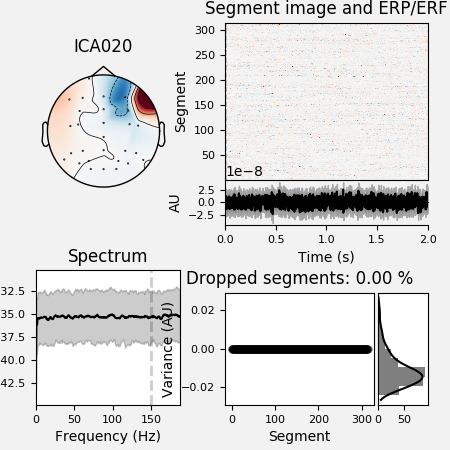 Segment image and ERP/ERF
ICA020
Segment
300
250
200
150
100
50
1e−8
AU
2.5
0.0
−2.5
0.0 0.5 1.0 1.5 2.0
Time (s)
Spectrum
32.5
35.0
37.5
40.0
42.5
0 50 100 150
Frequency (Hz)
Dropped segments: 0.00 %
Variance (AU)
0.02
0.00
−0.02
0 100 200 300
Segment
0 50